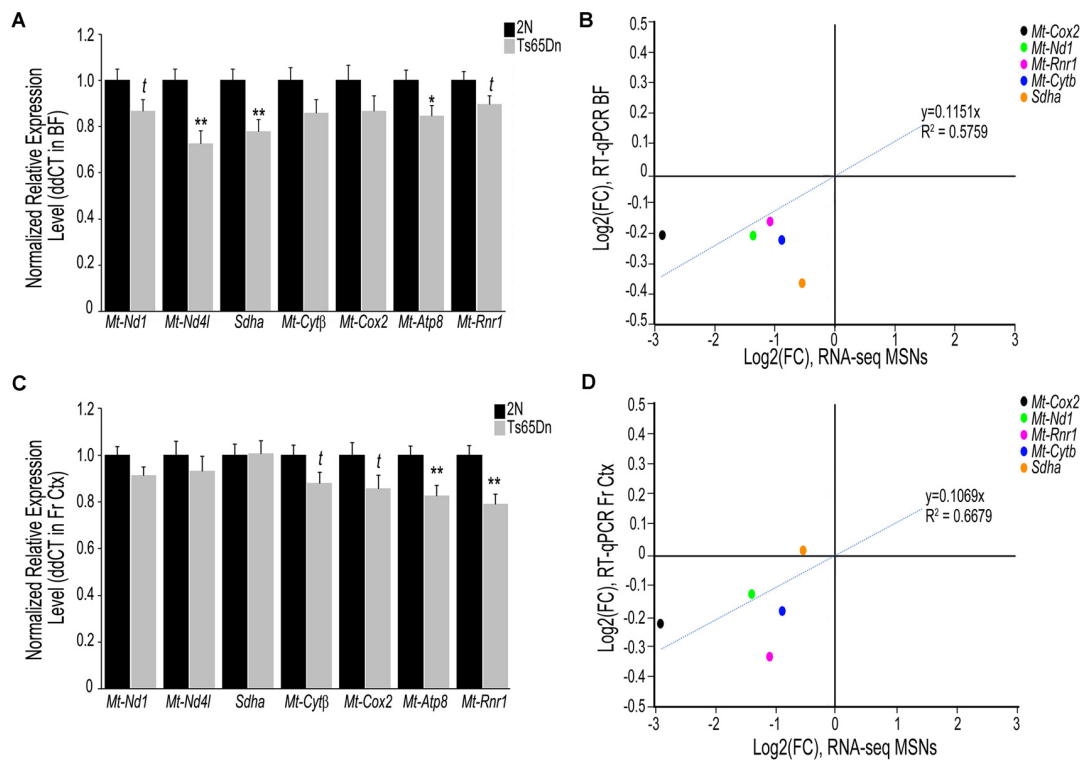 A
Normalized Relative Expression
Level (ddCT in BF)
1.2
1.0
0.8
0.6
0.4
0.2
0
2N
Ts65Dn
t
**
**
*
t
Mt-Nd1
Mt-Nd4l
Sdha
Mt-Cytβ
Mt-Cox2
Mt-Atp8
Mt-Rnr1
B
Log2(FC), RT-qPCR BF
0.5
0.4
0.3
0.2
0.1
0
-0.1
-0.2
-0.3
-0.4
-0.5
-3
-2
-1
0
1
2
3
Log2(FC), RNA-seq MSNs
y=0.1151x
R² = 0.5759
Mt-Cox2
Mt-Nd1
Mt-Rnr1
Mt-Cytb
Sdha
C
Normalized Relative Expression
Level (ddCT in Fr Ctx)
1.2
1.0
0.8
0.6
0.4
0.2
0
2N
Ts65Dn
t
t
**
**
Mt-Nd1
Mt-Nd4l
Sdha
Mt-Cytβ
Mt-Cox2
Mt-Atp8
Mt-Rnr1
D
Log2(FC), RT-qPCR Fr Ctx
0.5
0.4
0.3
0.2
0.1
0
-0.1
-0.2
-0.3
-0.4
-0.5
-3
-2
-1
0
1
2
3
Log2(FC), RNA-seq MSNs
y=0.1069x
R² = 0.6679
Mt-Cox2
Mt-Nd1
Mt-Rnr1
Mt-Cytb
Sdha